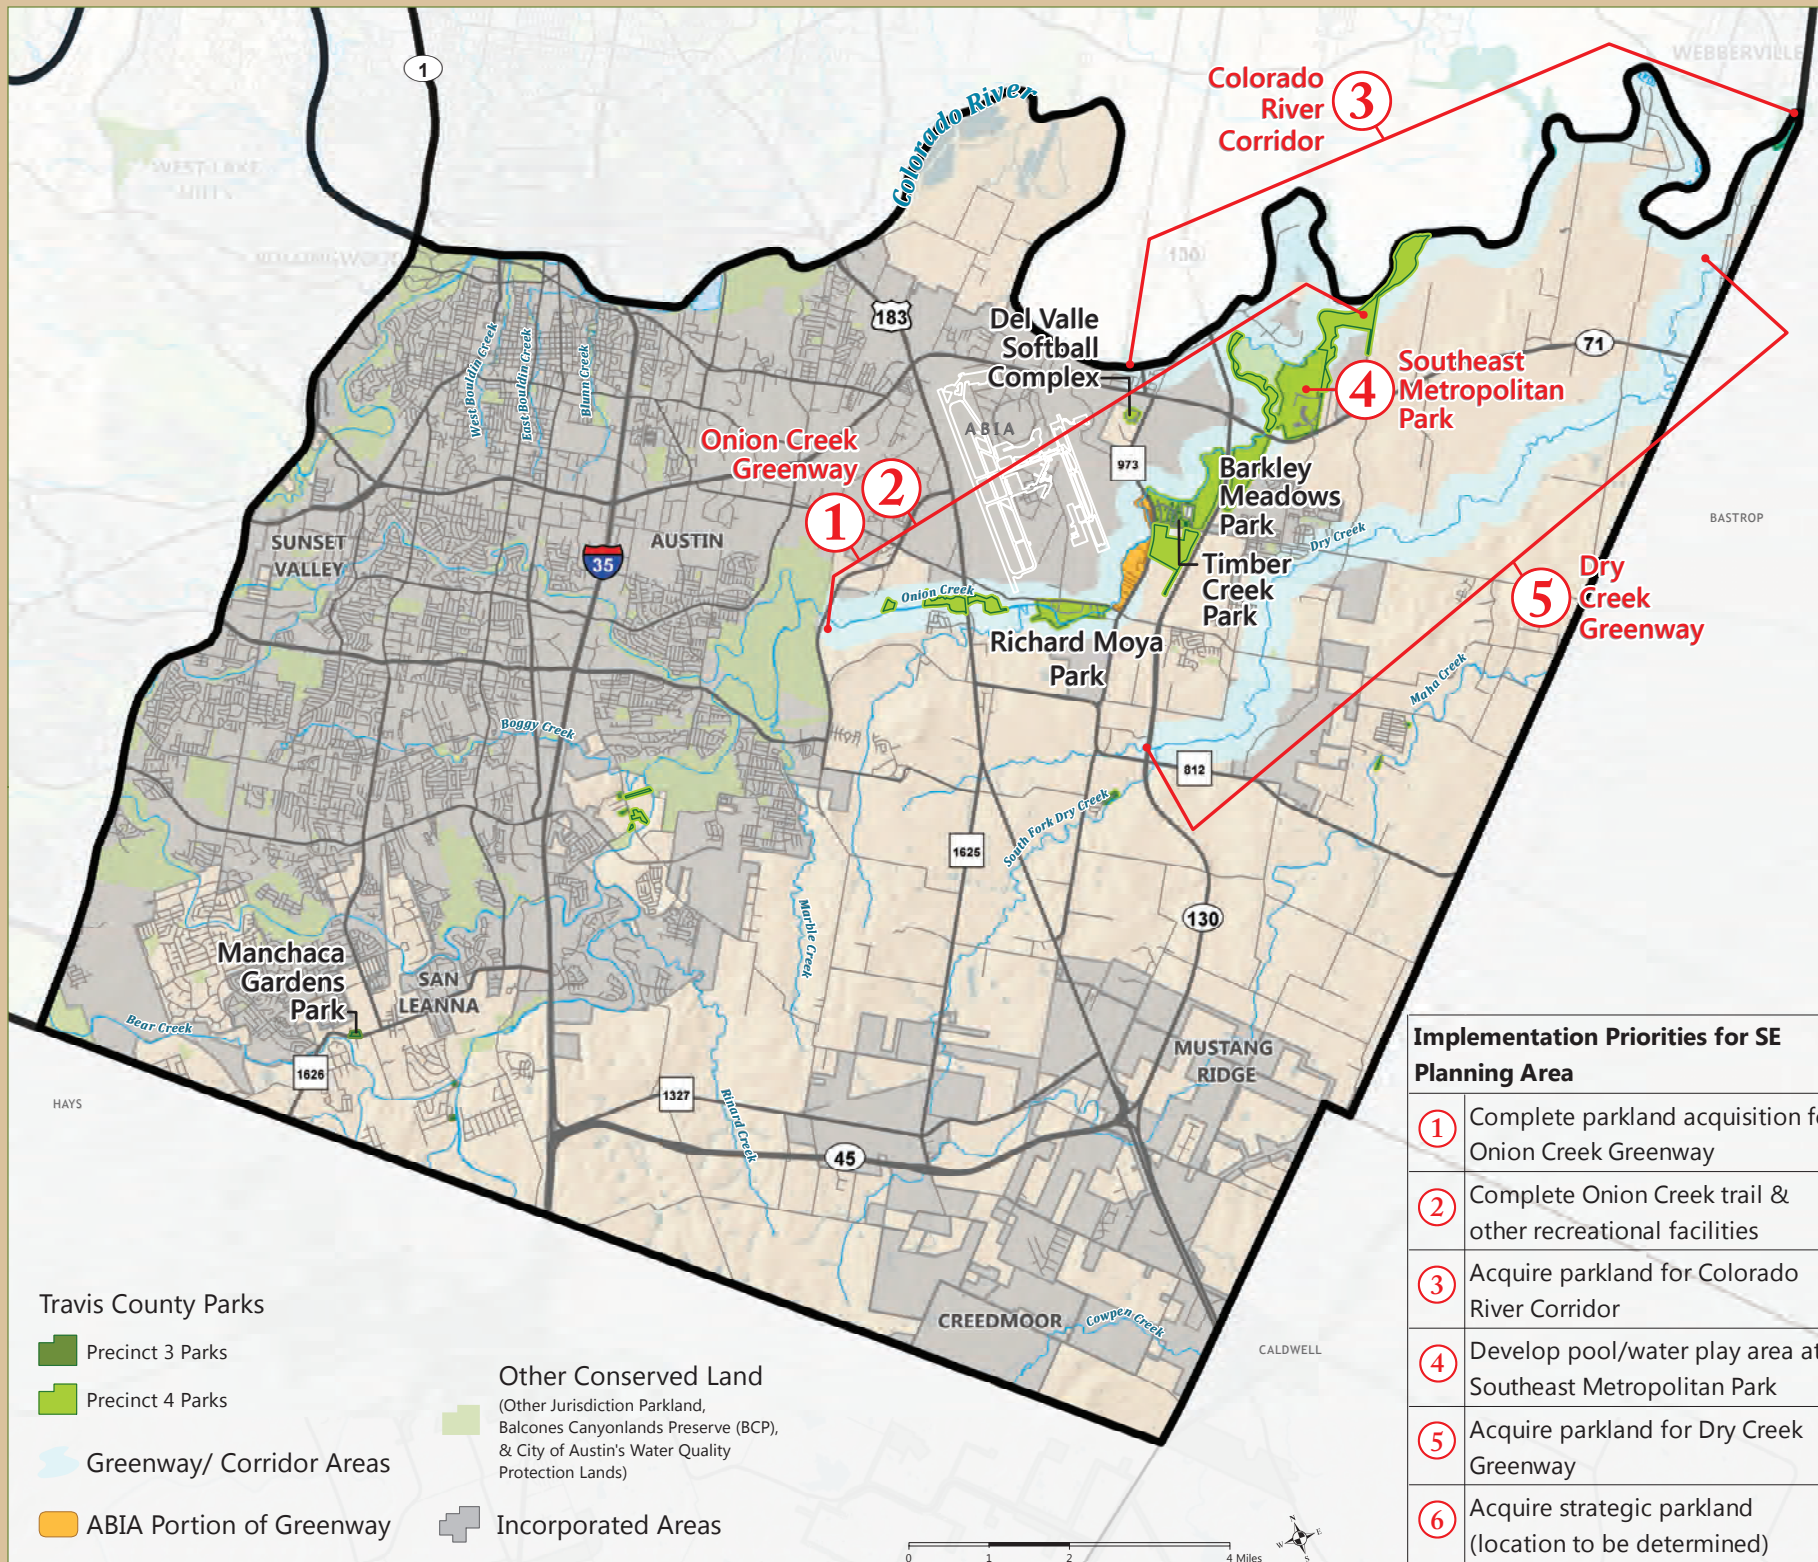 1
WEST LAKE
HILLS
ROLLINGWOOD
Colorado River
Colorado
River
Corridor
3
WEBBERVILLE
130
183
Del Valle
Softball
Complex
71
4
Southeast
Metropolitan
Park
West Bouldin Creek
East Bouldin Creek
Blunn Creek
ABIA
Onion Creek
Greenway
1
2
973
Barkley
Meadows
Park
BASTROP
SUNSET
VALLEY
35
AUSTIN
Dry Creek
Timber
Creek
Park
5
Dry
Creek
Greenway
Onion Creek
Richard Moya
Park
Maha Creek
Boggy Creek
812
South Fork Dry Creek
1625
130
Marble Creek
Manchaca
Gardens
Park
SAN
LEANNA
Bear Creek
1626
HAYS
1327
Rinard Creek
45
MUSTANG
RIDGE
CREEDMOOR
Cowpen Creek
CALDWELL
Implementation Priorities for SE
Planning Area
1 Complete parkland acquisition fo
Onion Creek Greenway
2 Complete Onion Creek trail &
other recreational facilities
3 Acquire parkland for Colorado
River Corridor
4 Develop pool/water play area at
Southeast Metropolitan Park
5 Acquire parkland for Dry Creek
Greenway
6 Acquire strategic parkland
(location to be determined)
Travis County Parks
Precinct 3 Parks
Precinct 4 Parks
Greenway/ Corridor Areas
ABIA Portion of Greenway
Other Conserved Land
(Other Jurisdiction Parkland,
Balcones Canyonlands Preserve (BCP),
& City of Austin's Water Quality
Protection Lands)
Incorporated Areas
0 1 2 4 Miles
N
E
S
W